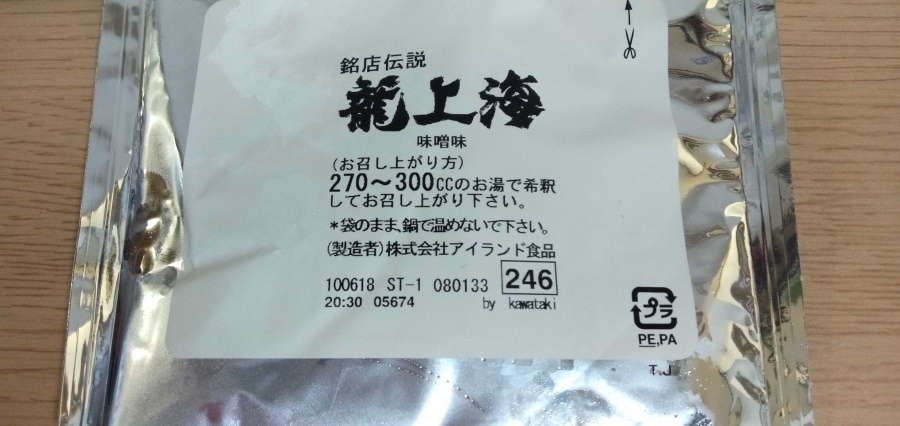 銘店伝説
龍上海
味噌味
(お召し上がり方)
270～300CCのお湯で希釈
してお召し上がり下さい。
*袋のまま、鍋で温めないで下さい。
(製造者)株式会社アイランド食品
100618 ST-1 080133 246
20:30 05674 by kawataki
プラ
PE,PA